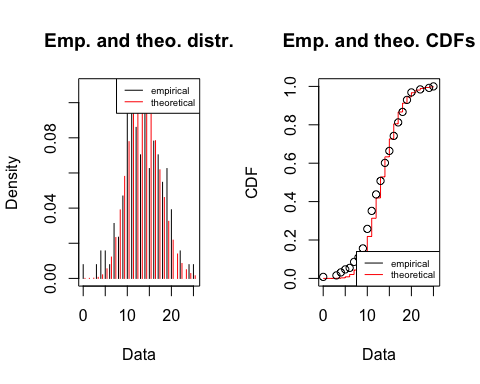 Emp. and theo. distr.
empirical
theoretical
Density
0.00
0.04
0.08
0
10
20
Data
Emp. and theo. CDFs
empirical
theoretical
CDF
0.0
0.2
0.4
0.6
0.8
1.0
0
10
20
Data